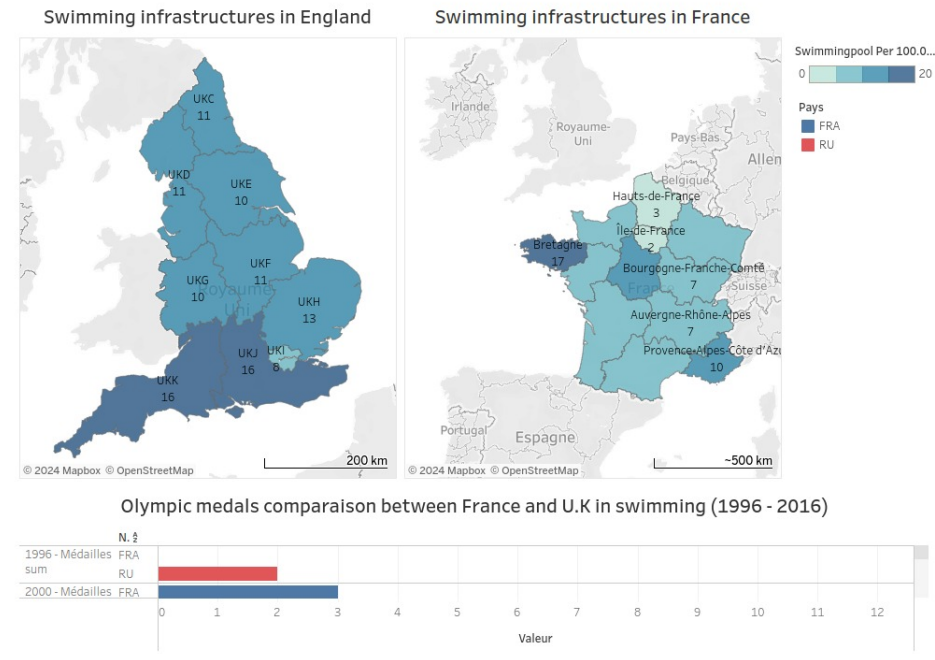 Swimming infrastructures in England
Swimming infrastructures in France
Swimmingpool Per 100.0...
0
20
Pays
FRA
RU
UKC
11
UKD
11
UKE
10
UKF
11
UKG
10
Royaume-
Uni
UKH
13
UKI
8
UKJ
16
UKK
16
© 2024 Mapbox © OpenStreetMap
200 km
Irlande
Royaume-
Uni
Pays-Bas
Allen
Belgique
Hauts-de-France
3
Île-de-France
2
Bretagne
17
Bourgogne-Franche-Comté
7
France
Suisse
Auvergne-Rhône-Alpes
7
Provence-Alpes-Côte d'Azu
10
Portugal
Espagne
© 2024 Mapbox © OpenStreetMap
~500 km
Olympic medals comparaison between France and U.K in swimming (1996 - 2016)
N.
1996 - Médailles FRA
sum
RU
2000 - Médailles FRA
0 1 2 3 4 5 6 7 8 9 10 11 12
Valeur